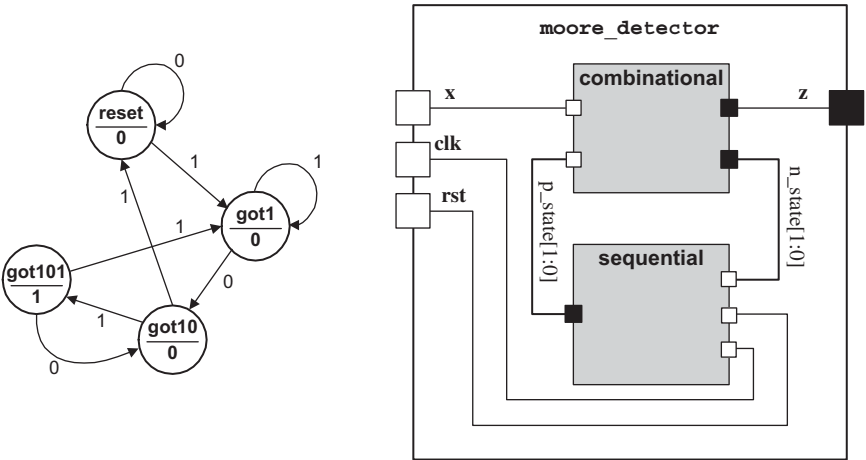 0
reset
0
1
1
got1
0
1
1
got101
1
0
1
got10
0
0
moore_detector
combinational
x
z
clk
rst
p_state[1:0]
n_state[1:0]
sequential